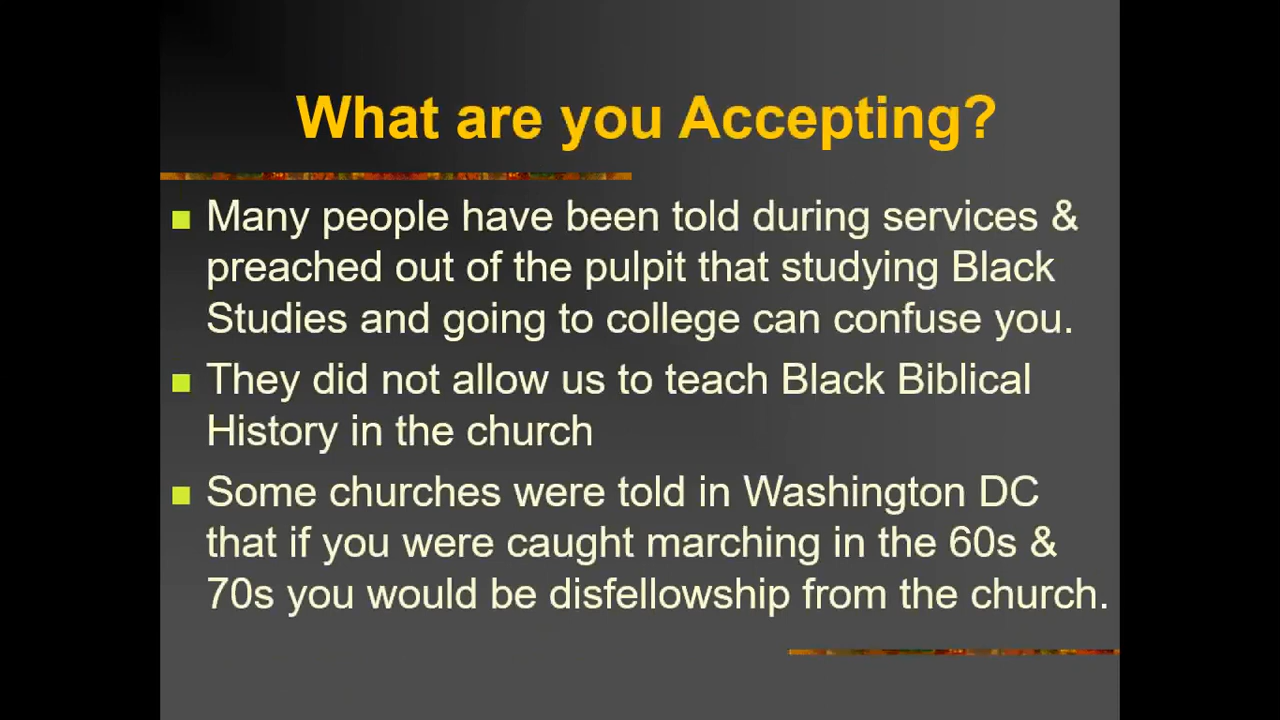 What are you Accepting?
Many people have been told during services &
preached out of the pulpit that studying Black
Studies and going to college can confuse you.
They did not allow us to teach Black Biblical
History in the church
Some churches were told in Washington DC
that if you were caught marching in the 60s &
70s you would be disfellowship from the church.